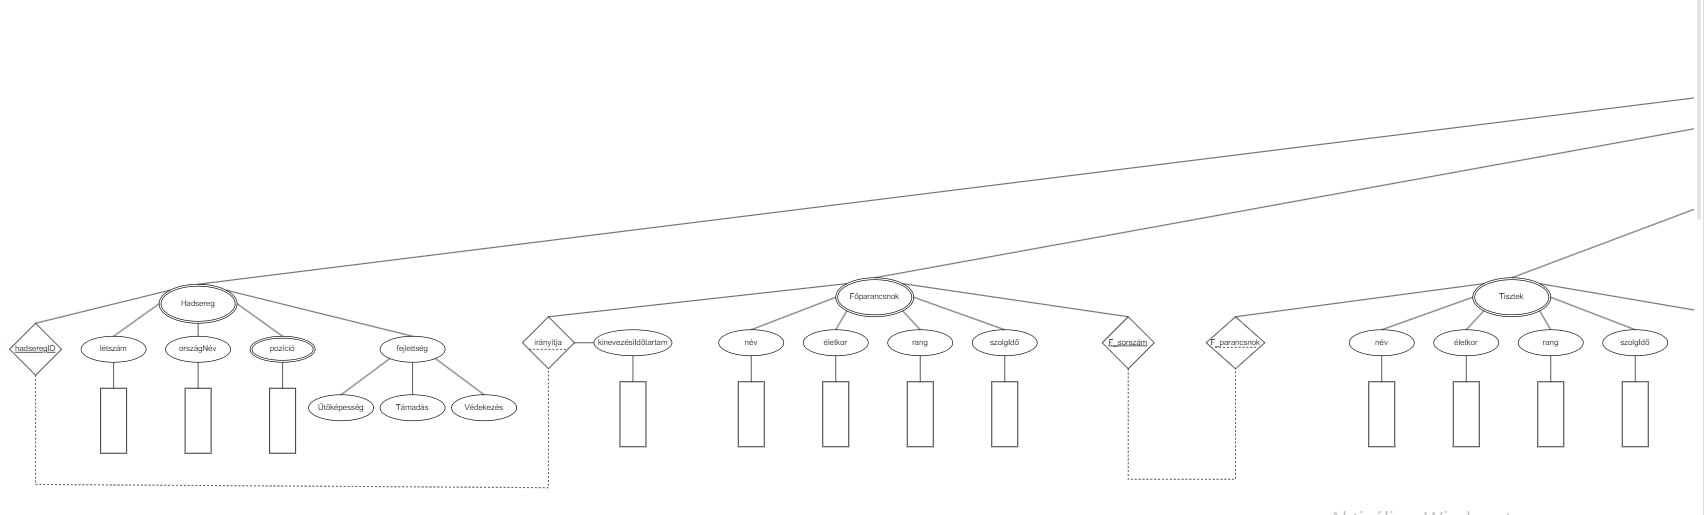 Hadsereg
Főparancsnok
Tisztek
hadseregID
létszám
országNév
pozíció
fejlettség
irányítja
kinevezésiIdőtartam
név
életkor
rang
szolgIdő
F_sorszám
F_parancsnok
név
életkor
rang
szolgIdő
Ütőképesség
Támadás
Védekezés